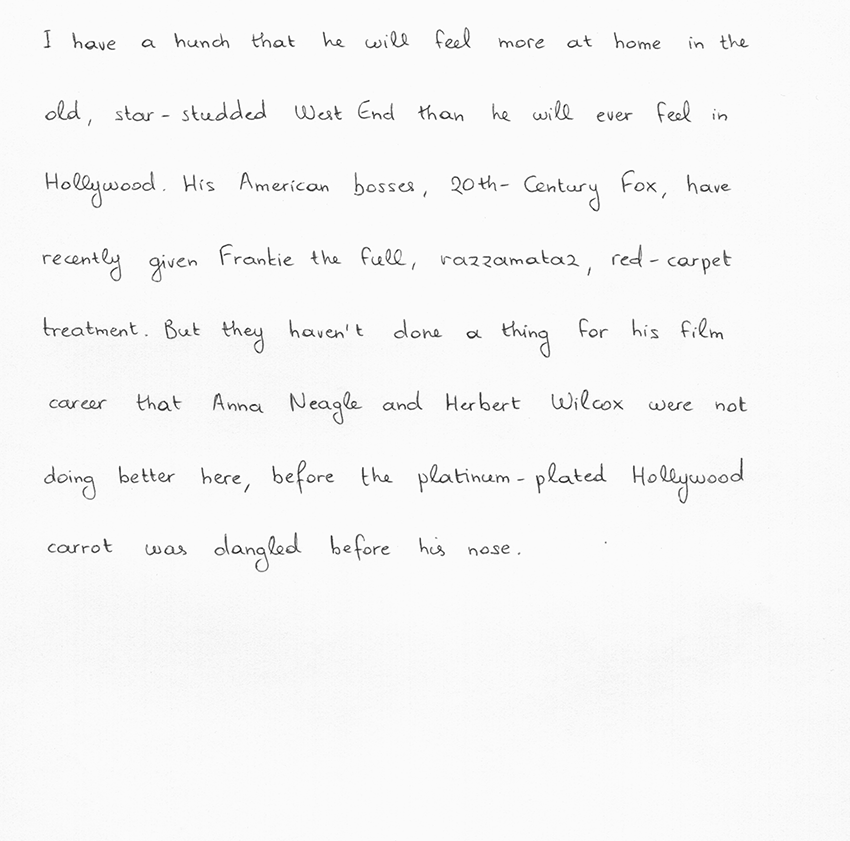 I have a hunch that he will feel more at home in the
old, star-studded West End than he will ever feel in
Hollywood. His American bosses, 20th-Century Fox, have
recently given Frankie the full, razzamataz, red-carpet
treatment. But they haven't done a thing for his film
career that Anna Neagle and Herbert Wilcox were not
doing better here, before the platinum-plated Hollywood
carrot was dangled before his nose.